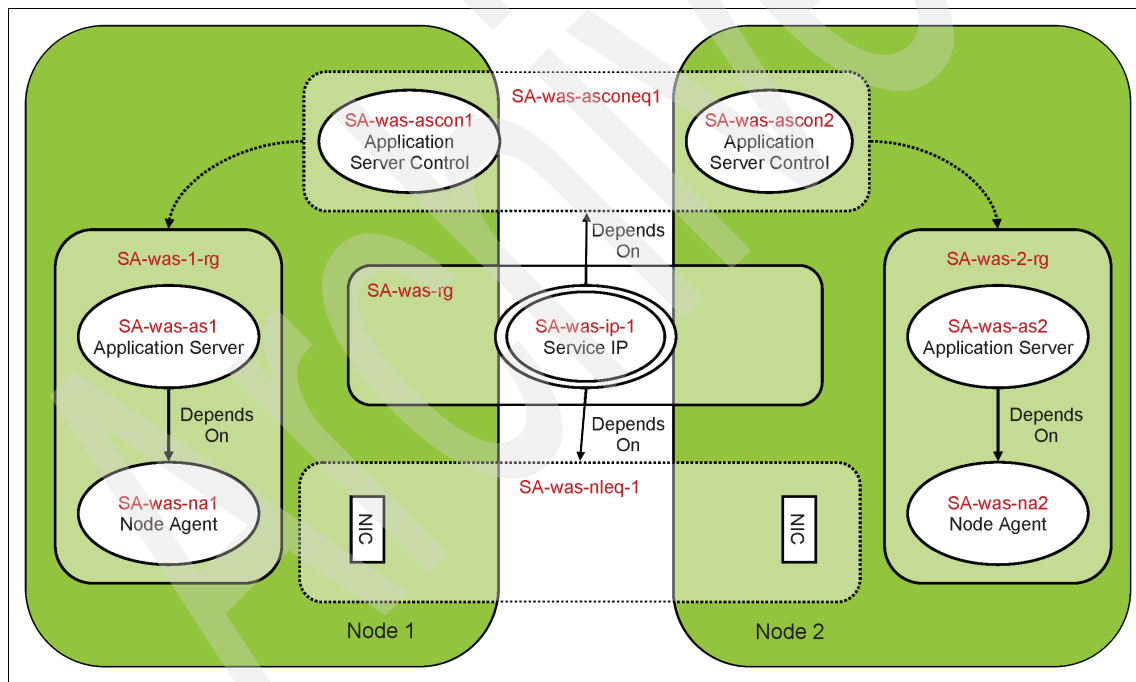 SA-was-asconeq1
SA-was-ascon1
Application
Server Control
SA-was-ascon2
Application
Server Control
Depends
On
SA-was-1-rg
SA-was-as1
Application Server
Depends
On
SA-was-na1
Node Agent
SA-was-rg
SA-was-ip-1
Service IP
Depends
On
SA-was-nleq-1
NIC
NIC
SA-was-2-rg
SA-was-as2
Application Server
Depends
On
SA-was-na2
Node Agent
Node 1
Node 2